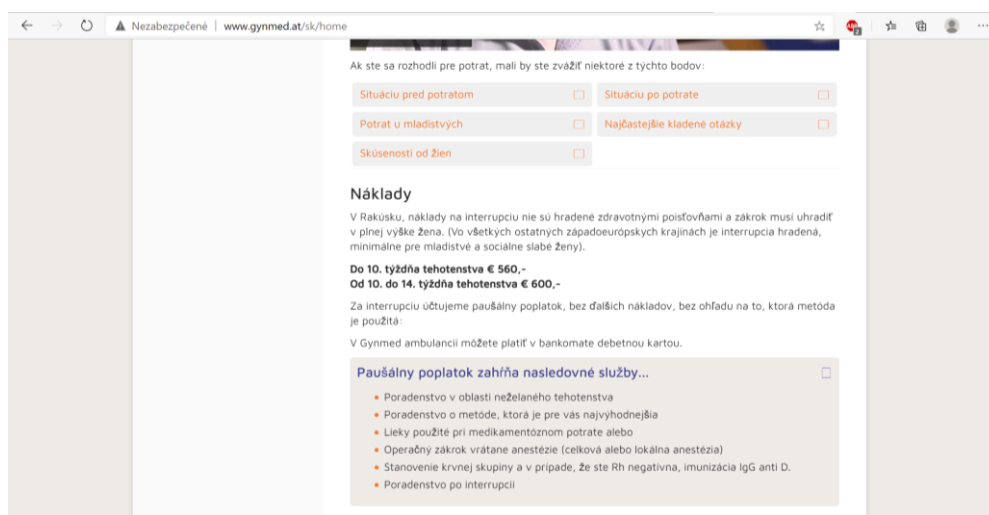 Nezabezpečené | www.gynmed.at/sk/home
Ak ste sa rozhodli pre potrat, mali by ste zvážiť niektoré z týchto bodov:
Situáciu pred potratom
Situáciu po potrate
Potrat u mladistvých
Najčastejšie kladené otázky
Skúsenosti od žien
Náklady
V Rakúsku, náklady na interrupciu nie sú hradené zdravotnými poisťovňami a zákrok musí uhradiť
v plnej výške žena. (Vo všetkých ostatných západoeurópskych krajinách je interrupcia hradená,
minimálne pre mladistvé a sociálne slabé ženy).
Do 10. týždňa tehotenstva € 560,-
Od 10. do 14. týždňa tehotenstva € 600,-
Za interrupciu účtujeme paušálny poplatok, bez ďalších nákladov, bez ohľadu na to, ktorá metóda
je použitá:
V Gynmed ambulancii môžete platiť v bankomate debetnou kartou.
Paušálny poplatok zahŕňa nasledovné služby...
Poradenstvo v oblasti neželaného tehotenstva
Poradenstvo o metóde, ktorá je pre vás najvýhodnejšia
Lieky použité pri medikamentóznom potrate alebo
Operačný zákrok vrátane anestézie (celková alebo lokálna anestézia)
Stanovenie krvnej skupiny a v prípade, že ste Rh negatívna, imunizácia IgG anti D.
Poradenstvo po interrupcii